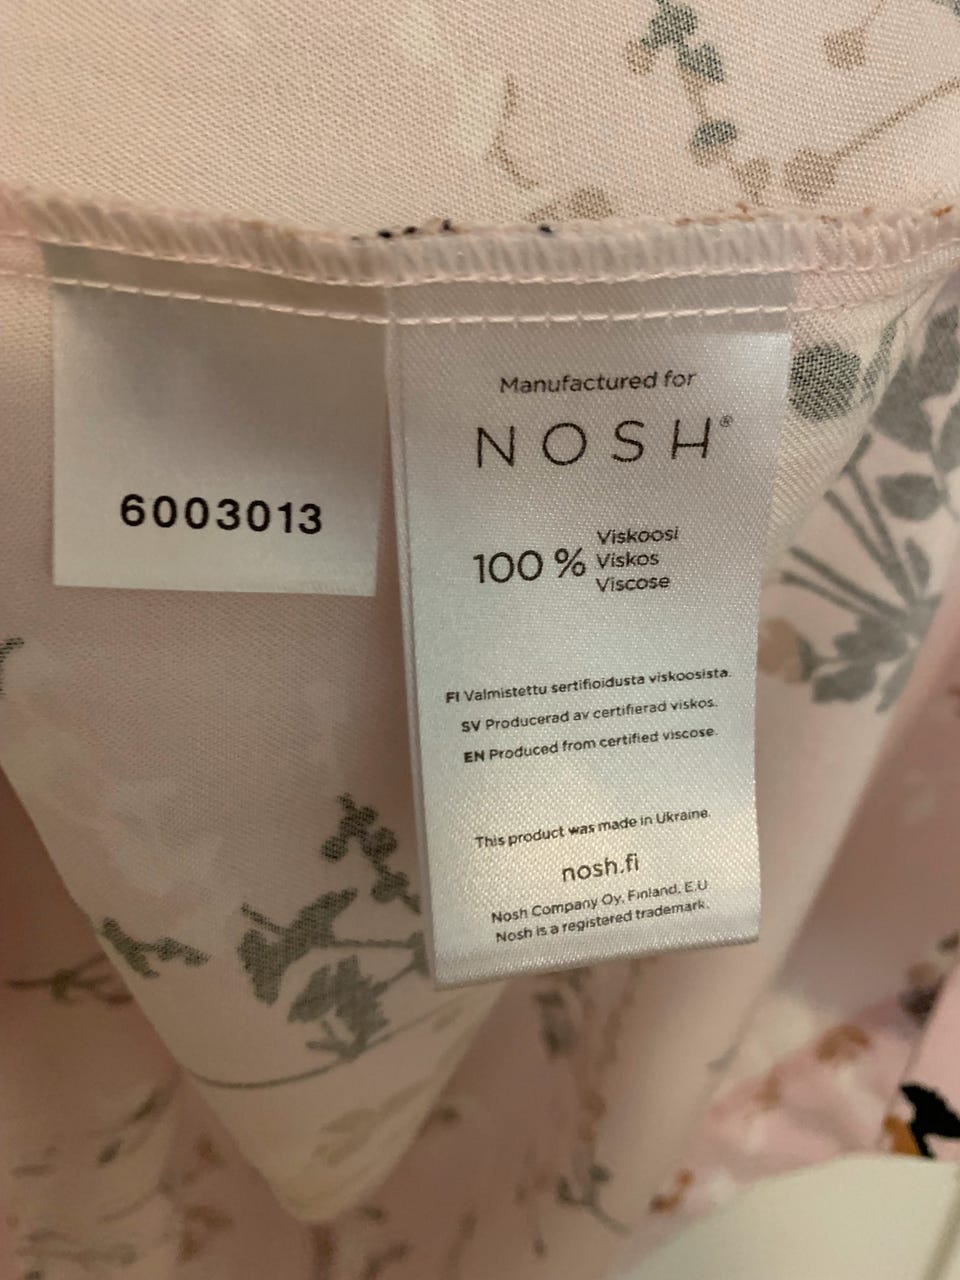 6003013
Manufactured for
NOSH®
100 %
Viskoosi
Viskos
Viscose
FI Valmistettu sertifioidusta viskoosista.
SV Producerad av certifierad viskos.
EN Produced from certified viscose.
This product was made in Ukraine.
nosh.fi
Nosh Company Oy, Finland, E.U.
Nosh is a registered trademark.